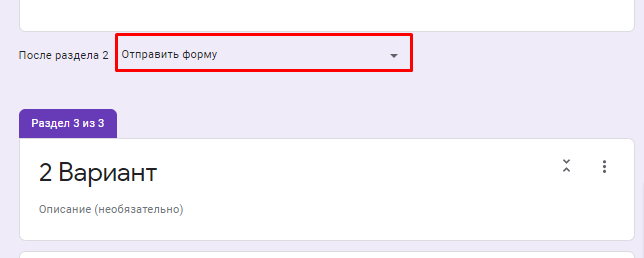 После раздела 2 Отправить форму
Раздел 3 из 3
2 Вариант
Описание (необязательно)